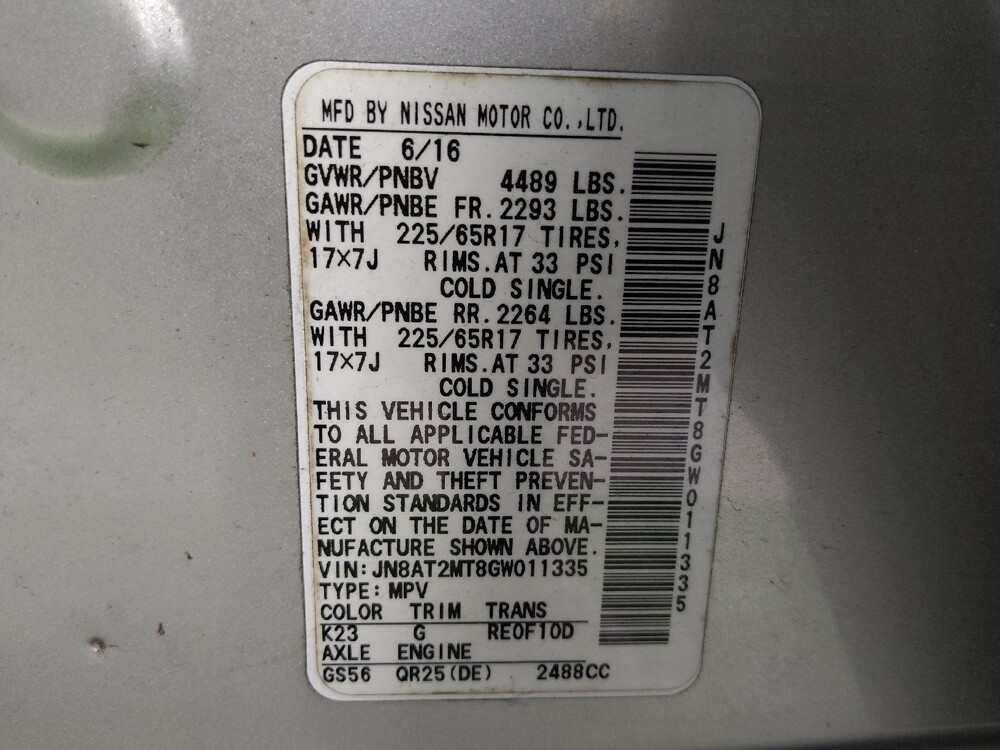 MFD BY NISSAN MOTOR CO.,LTD.
DATE 6/16
GVWR/PNBV 4489 LBS.
GAWR/PNBE FR.2293 LBS.
WITH 225/65R17 TIRES,
17×7J RIMS.AT 33 PSI
COLD SINGLE.
GAWR/PNBE RR.2264 LBS.
WITH 225/65R17 TIRES,
17×7J RIMS.AT 33 PSI
COLD SINGLE.
THIS VEHICLE CONFORMS
TO ALL APPLICABLE FED-
ERAL MOTOR VEHICLE SA-
FETY AND THEFT PREVEN-
TION STANDARDS IN EFF-
ECT ON THE DATE OF MA-
NUFACTURE SHOWN ABOVE.
VIN:JN8AT2MT8GW011335
TYPE:MPV
COLOR TRIM TRANS
K23 G RE0F10D
AXLE ENGINE
GS56 QR25(DE) 2488CC
JN8AT2MT8GW011335